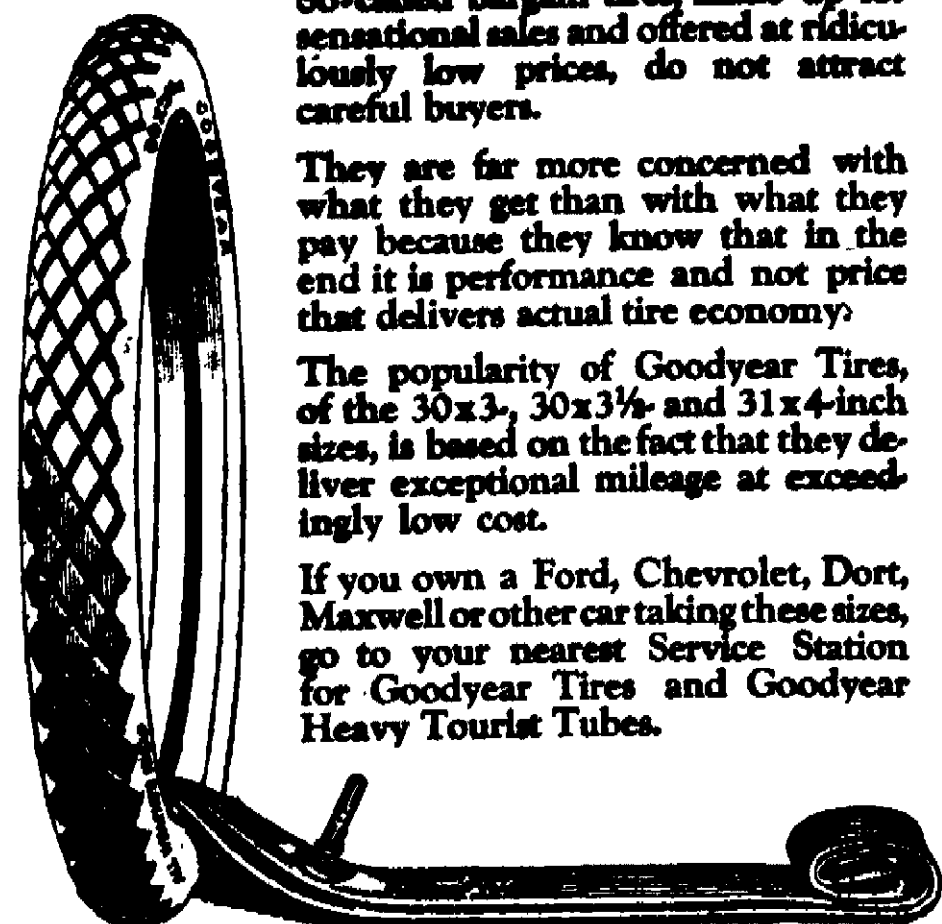 sensational sales and offered at ridicu-
lously low prices, do not attract
careful buyers.
They are far more concerned with
what they get than with what they
pay because they know that in the
end it is performance and not price
that delivers actual tire economy.
The popularity of Goodyear Tires,
of the 30x3-, 30x3½- and 31x4-inch
sizes, is based on the fact that they de-
liver exceptional mileage at exceed-
ingly low cost.
If you own a Ford, Chevrolet, Dort,
Maxwell or other car taking these sizes,
go to your nearest Service Station
for Goodyear Tires and Goodyear
Heavy Tourist Tubes.
GOODYEAR